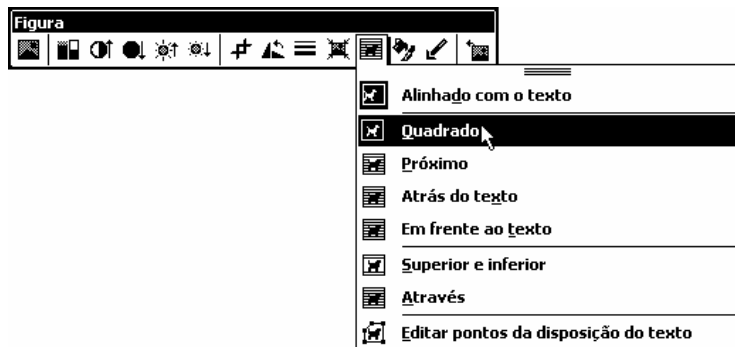 Figura
Alinhado com o texto
Quadrado
Próximo
Atrás do texto
Em frente ao texto
Superior e inferior
Através
Editar pontos da disposição do texto